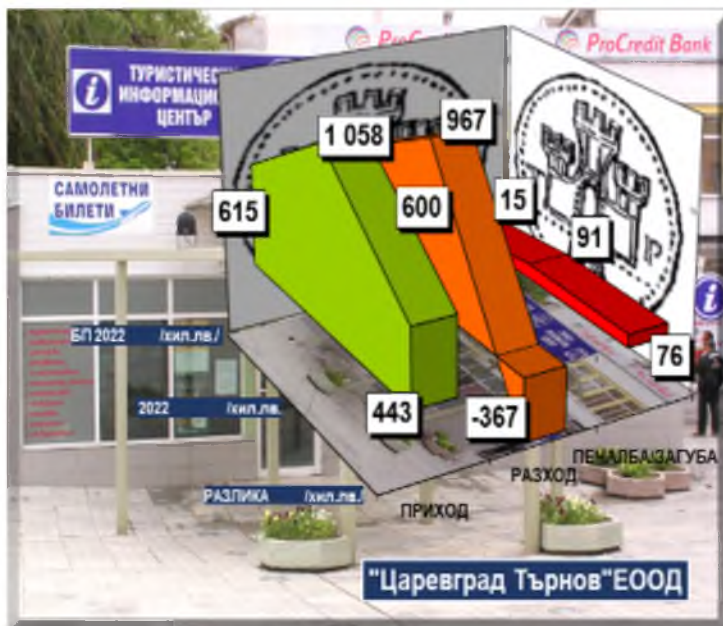 ProCredit Bank
ProCredit Bank
ТУРИСТИЧЕСКИ
ИНФОРМАЦИО
ЦЕНТЪР
САМОЛЕТНИ
БИЛЕТИ
1 058
967
615
600
15
91
76
443
-367
БП 2022 /хил.лв./
2022 /хил.лв.
РАЗЛИКА /хил.лв./
ПРИХОД
РАЗХОД
ПЕЧАЛБА/ЗАГУБА
"Царевград Търнов"ЕООД